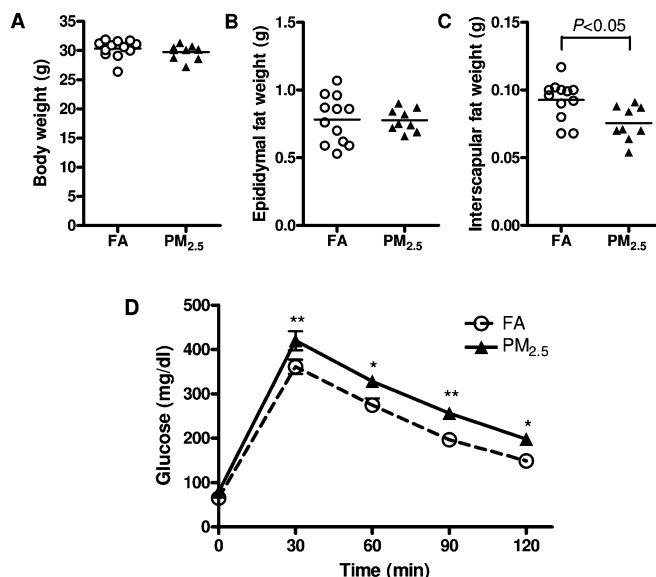 A
Body weight (g)
35
30
25
20
15
10
5
0
FA
PM2.5
B
Epididymal fat weight (g)
1.5
1.0
0.5
0.0
FA
PM2.5
C
Interscapular fat weight (g)
P<0.05
0.15
0.10
0.05
0.00
FA
PM2.5
D
Glucose (mg/dl)
500
400
300
200
100
0
**
*
**
*
FA
PM2.5
0
30
60
90
120
Time (min)